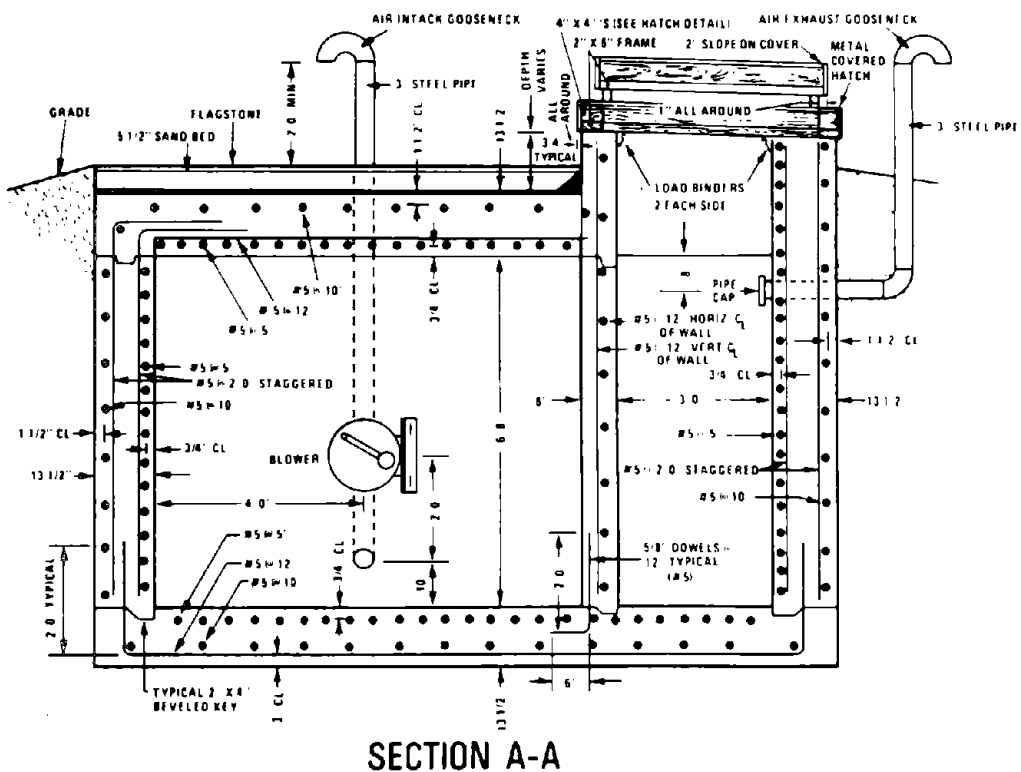 AIR INTACK GOOSENECK
4" X 4"'S (SEE HATCH DETAIL)
AIR EXHAUST GOOSENECK
2" X 6" FRAME
2' SLOPE ON COVER
METAL
COVERED
HATCH
3 STEEL PIPE
DEPTH
VARIES
ALL
AROUND
1" ALL AROUND
GRADE
FLAGSTONE
5 1/2" SAND BED
2 0 MIN
1 1/2" CL
13 1/2
3 4
TYPICAL
3 STEEL PIPE
LOAD BINDERS
2 EACH SIDE
PIPE
CAP
#5 @ 10'
#5 @ 12
#5 @ 5
3/4 CL
#5 @ 12 HORIZ CL
OF WALL
#5 @ 12 VERT CL
OF WALL
1 1/2 CL
3/4 CL
#5 @ 5
#5 @ 2 0 STAGGERED
#5 @ 10
6'
3 0
13 1/2
1 1/2" CL
3/4' CL
13 1/2"
BLOWER
6 8
#5 @ 5
#5 @ 2 0 STAGGERED
#5 @ 10
4 0'
2 0
10
2 0 TYPICAL
#5 @ 5'
#5 @ 12
#5 @ 10
3/4 CL
2 0
5/8' DOWELS @
12' TYPICAL
(#5)
TYPICAL 2 X 4'
BEVELED KEY
3 CL
13 1/2
6'
SECTION A-A